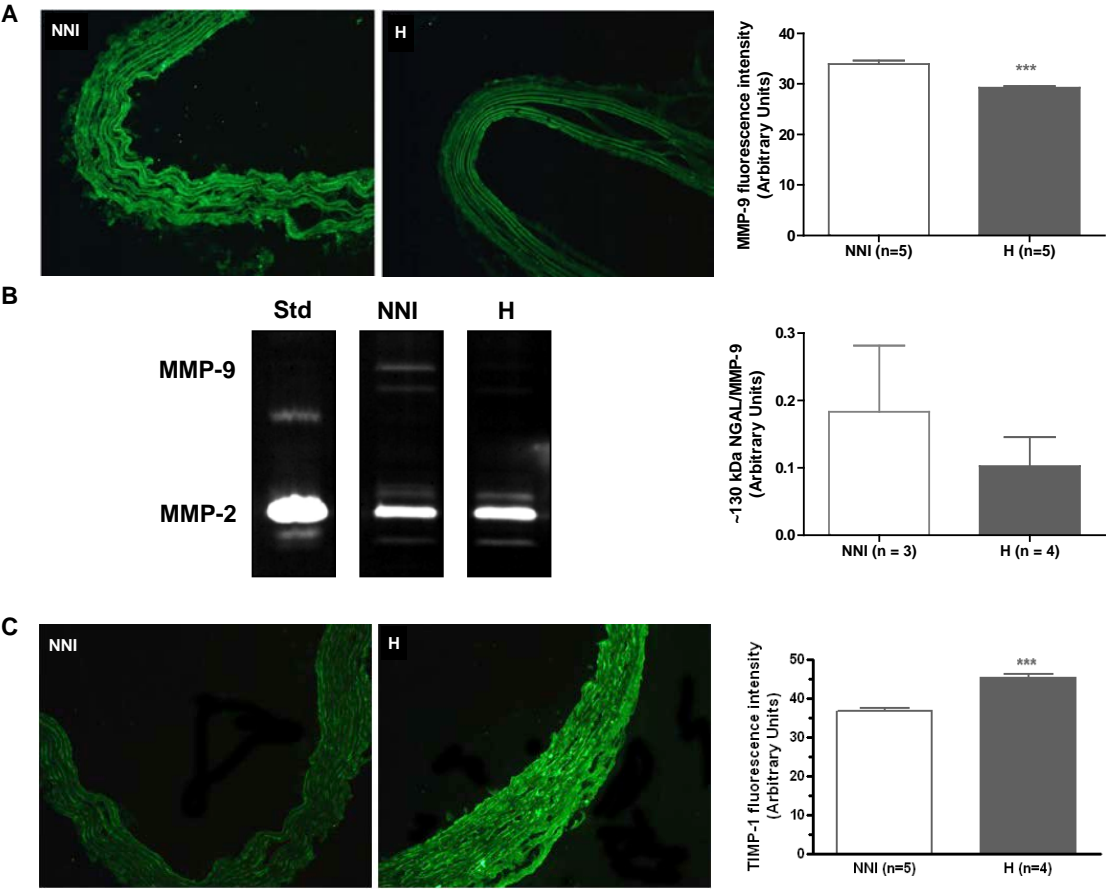 A
NNI
H
MMP-9 fluorescence intensity
(Arbitrary Units)
40
30
20
10
0
***
NNI (n=5)
H (n=5)
B
Std
NNI
H
MMP-9
MMP-2
~130 kDa NGAL/MMP-9
(Arbitrary Units)
0.3
0.2
0.1
0.0
NNI (n = 3)
H (n = 4)
C
NNI
H
TIMP-1 fluorescence intensity
(Arbitrary Units)
50
40
30
20
10
0
***
NNI (n=5)
H (n=4)